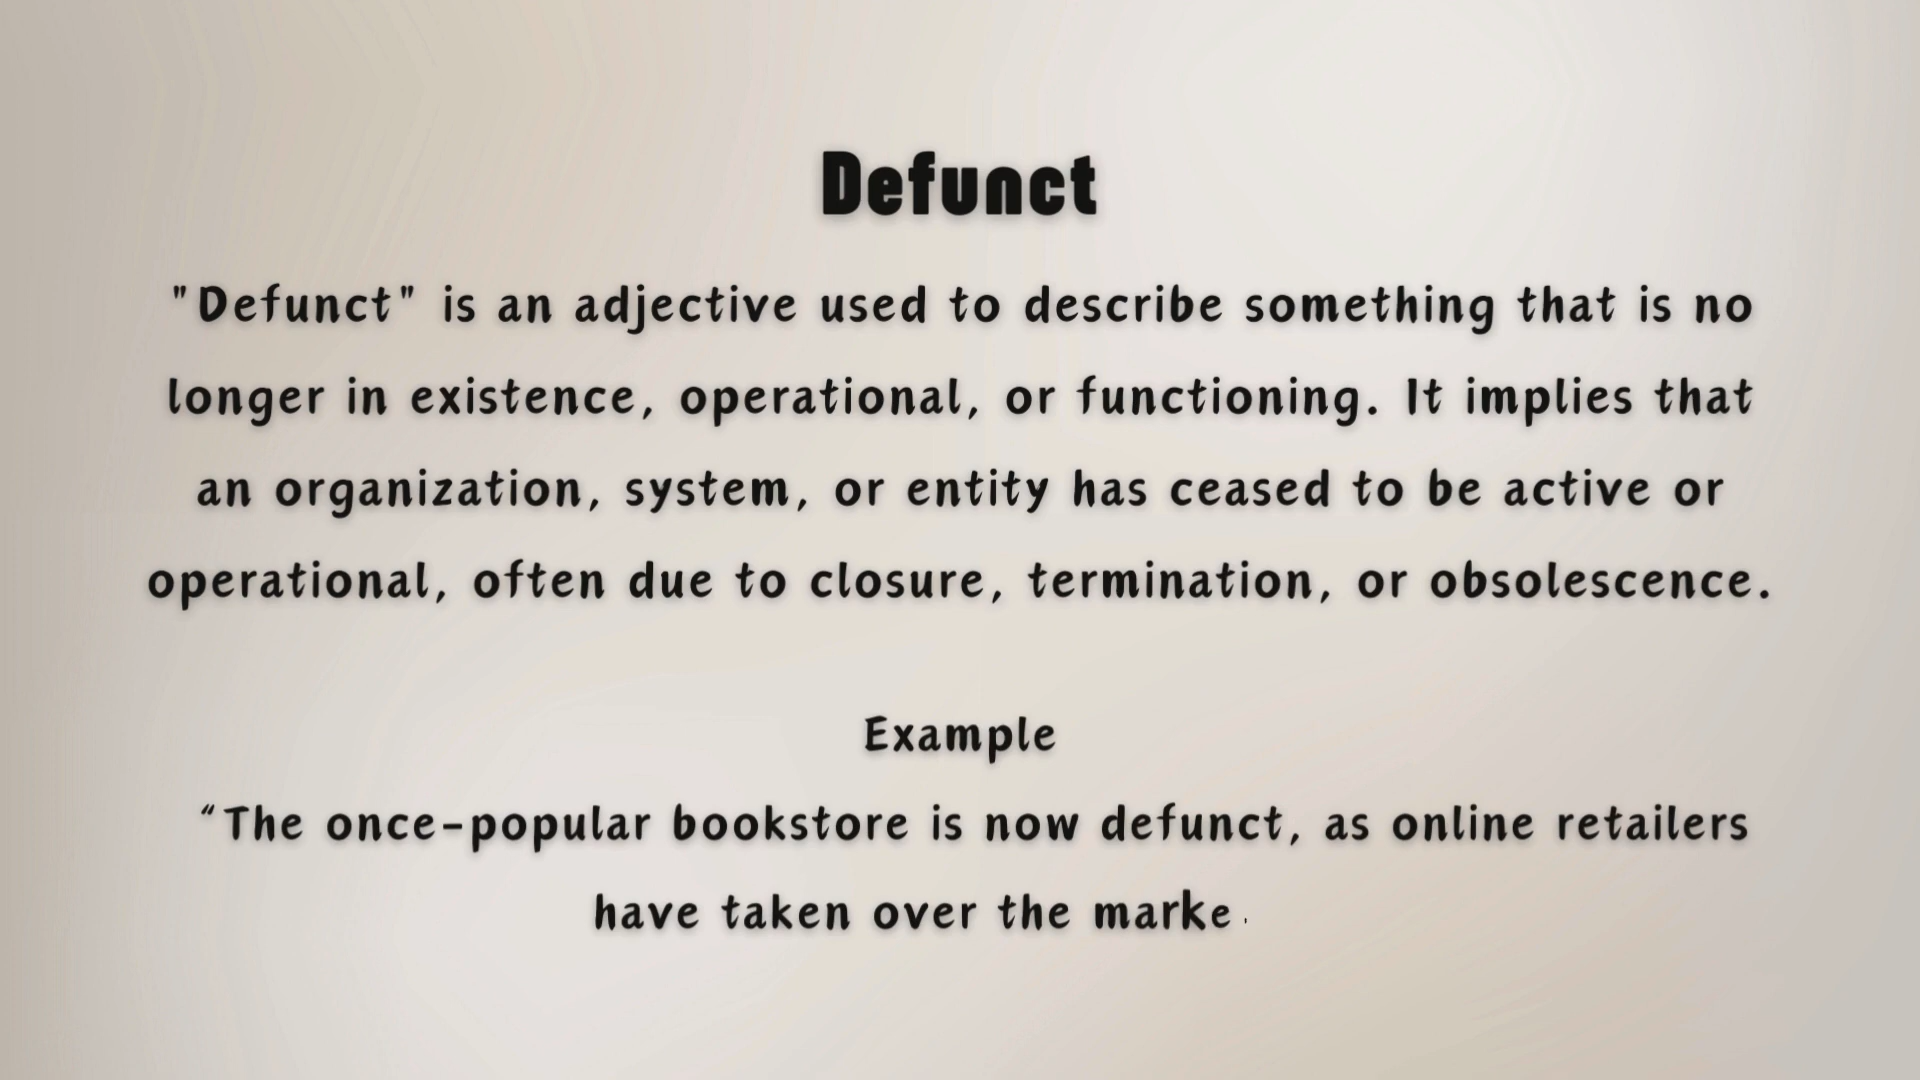 Defunct
"Defunct" is an adjective used to describe something that is no
longer in existence, operational, or functioning. It implies that
an organization, system, or entity has ceased to be active or
operational, often due to closure, termination, or obsolescence.
Example
“The once-popular bookstore is now defunct, as online retailers
have taken over the marke